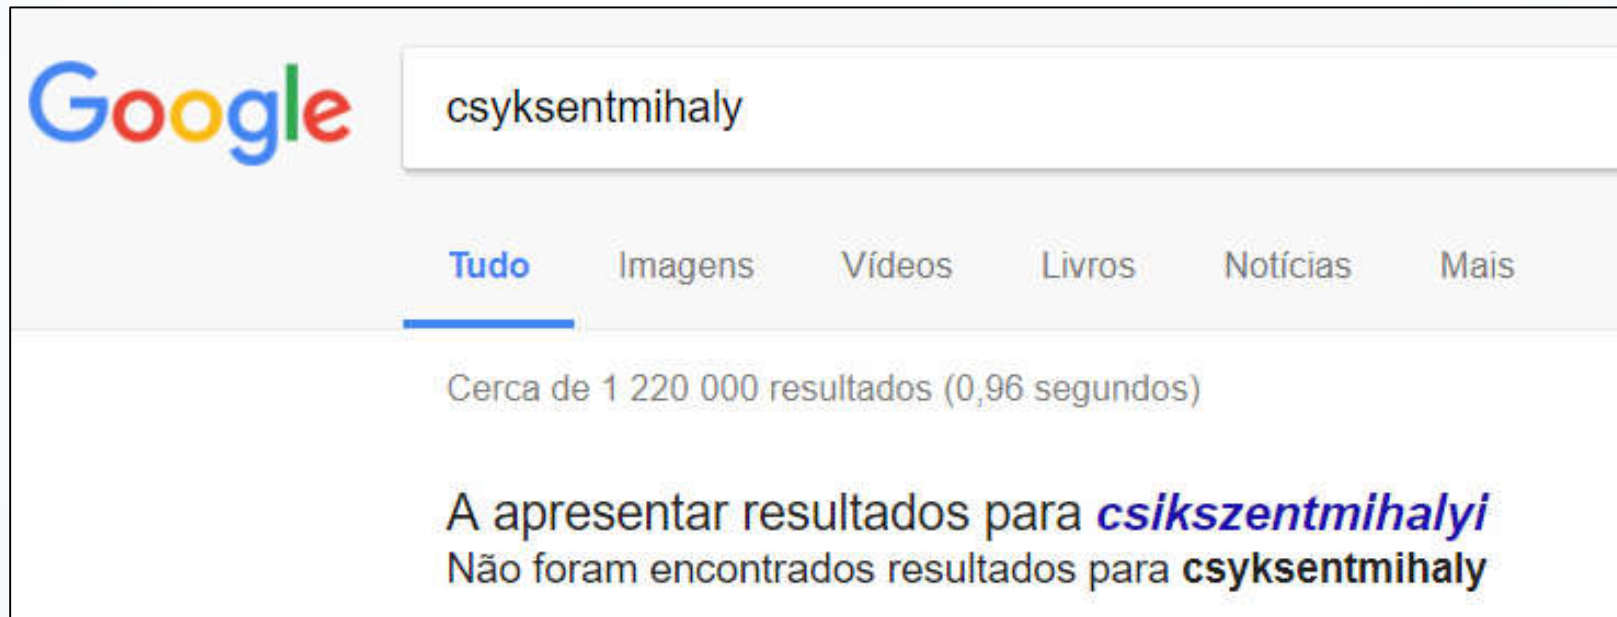 Google
csyksentmihaly
Tudo Imagens Vídeos Livros Notícias Mais
Cerca de 1 220 000 resultados (0,96 segundos)
A apresentar resultados para csikszentmihalyi
Não foram encontrados resultados para csyksentmihaly